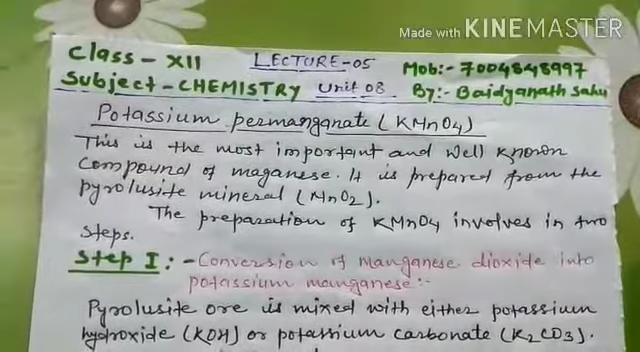 Made with KINEMASTER
Class - XII LECTURE-05 Mob:- 7004848997
Subject - CHEMISTRY Unit 08 By:- Baidyanath Sahu
Potassium permanganate (KMnO4)
This is the most important and well known
compound of maganese. It is prepared from the
pyrolusite mineral (MnO2).
The preparation of KMnO4 involves in two
steps.
Step I :- Conversion of manganese dioxide into
potassium manganese:-
Pyrolusite ore is mixed with either potassium
hydroxide (KOH) or potassium carbonate (K2CO3).